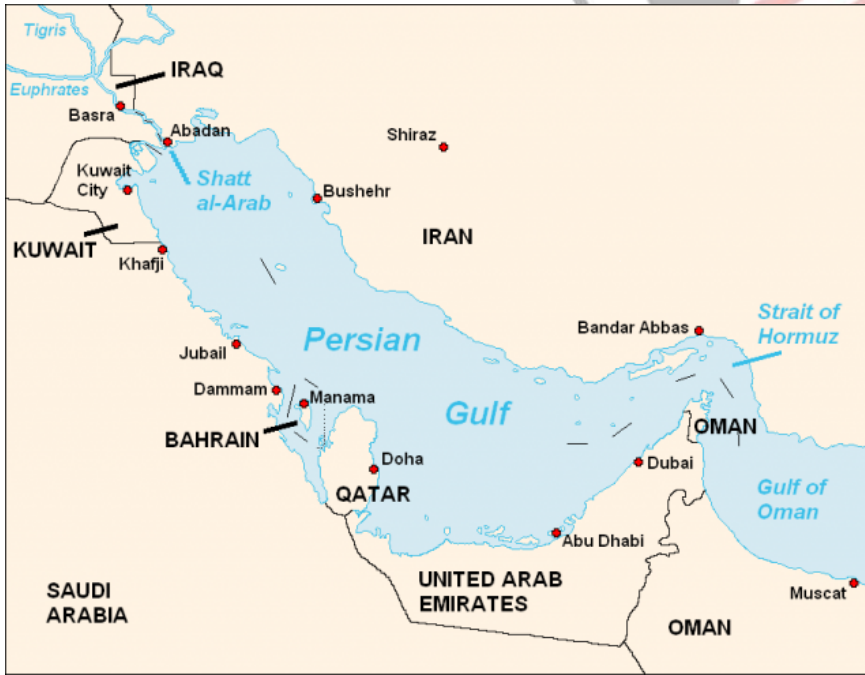 Tigris
IRAQ
Euphrates
Basra
Abadan
Shiraz
Kuwait
City
Shatt
al-Arab
Bushehr
KUWAIT
IRAN
Khafji
Strait of
Hormuz
Bandar Abbas
Persian
Jubail
Dammam
Manama
Gulf
OMAN
BAHRAIN
Doha
Dubai
QATAR
Gulf of
Oman
Abu Dhabi
UNITED ARAB
EMIRATES
SAUDI
ARABIA
Muscat
OMAN